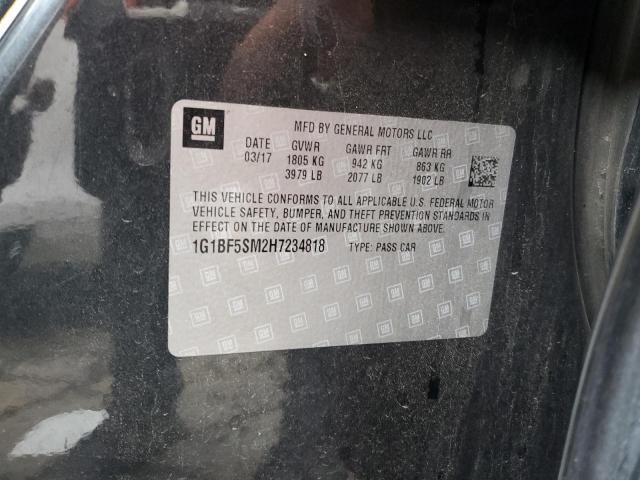 GM
MFD BY GENERAL MOTORS LLC
DATE GVWR GAWR FRT GAWR RR
03/17 1805 KG 942 KG 863 KG
3979 LB 2077 LB 1902 LB
THIS VEHICLE CONFORMS TO ALL APPLICABLE U.S. FEDERAL MOTOR
VEHICLE SAFETY, BUMPER, AND THEFT PREVENTION STANDARDS IN
EFFECT ON THE DATE OF MANUFACTURE SHOWN ABOVE.
1G1BF5SM2H7234818 TYPE: PASS CAR